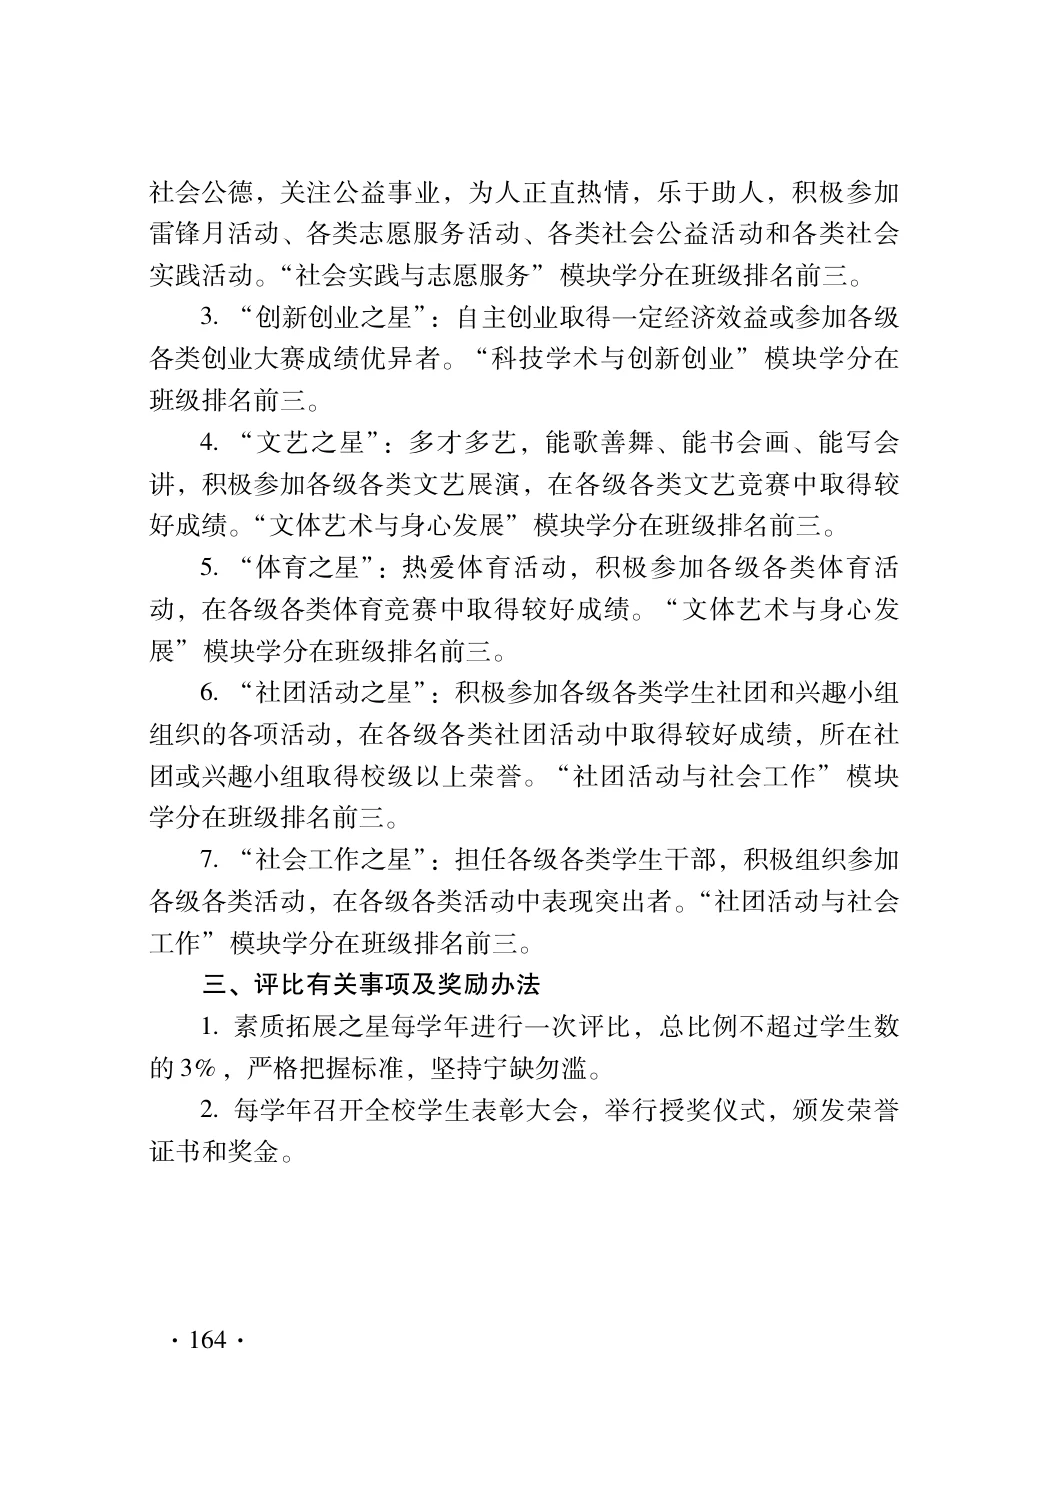 社会公德，关注公益事业，为人正直热情，乐于助人，积极参加
雷锋月活动、各类志愿服务活动、各类社会公益活动和各类社会
实践活动。“社会实践与志愿服务”模块学分在班级排名前三。
3. “创新创业之星”：自主创业取得一定经济效益或参加各级
各类创业大赛成绩优异者。“科技学术与创新创业”模块学分在
班级排名前三。
4. “文艺之星”：多才多艺，能歌善舞、能书会画、能写会
讲，积极参加各级各类文艺展演，在各级各类文艺竞赛中取得较
好成绩。“文体艺术与身心发展”模块学分在班级排名前三。
5. “体育之星”：热爱体育活动，积极参加各级各类体育活
动，在各级各类体育竞赛中取得较好成绩。“文体艺术与身心发
展”模块学分在班级排名前三。
6. “社团活动之星”：积极参加各级各类学生社团和兴趣小组
组织的各项活动，在各级各类社团活动中取得较好成绩，所在社
团或兴趣小组取得校级以上荣誉。“社团活动与社会工作”模块
学分在班级排名前三。
7. “社会工作之星”：担任各级各类学生干部，积极组织参加
各级各类活动，在各级各类活动中表现突出者。“社团活动与社会
工作”模块学分在班级排名前三。
三、评比有关事项及奖励办法
1. 素质拓展之星每学年进行一次评比，总比例不超过学生数
的 3%，严格把握标准，坚持宁缺勿滥。
2. 每学年召开全校学生表彰大会，举行授奖仪式，颁发荣誉
证书和奖金。
· 164 ·